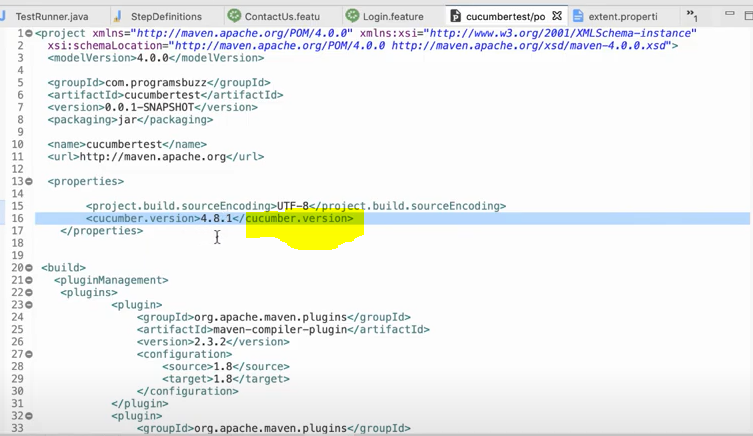 TestRunner.java StepDefinitions ContactUs.featu Login.feature cucumbertest/po extent.properti »1
1 <project xmlns="http://maven.apache.org/POM/4.0.0" xmlns:xsi="http://www.w3.org/2001/XMLSchema-instance"
2 xsi:schemaLocation="http://maven.apache.org/POM/4.0.0 http://maven.apache.org/xsd/maven-4.0.0.xsd">
3 <modelVersion>4.0.0</modelVersion>
4
5 <groupId>com.programsbuzz</groupId>
6 <artifactId>cucumbertest</artifactId>
7 <version>0.0.1-SNAPSHOT</version>
8 <packaging>jar</packaging>
9
10 <name>cucumbertest</name>
11 <url>http://maven.apache.org</url>
12
13 <properties>
14
15 <project.build.sourceEncoding>UTF-8</project.build.sourceEncoding>
16 <cucumber.version>4.8.1</cucumber.version>
17 </properties>
18
19
20 <build>
21 <pluginManagement>
22 <plugins>
23 <plugin>
24 <groupId>org.apache.maven.plugins</groupId>
25 <artifactId>maven-compiler-plugin</artifactId>
26 <version>2.3.2</version>
27 <configuration>
28 <source>1.8</source>
29 <target>1.8</target>
30 </configuration>
31 </plugin>
32 <plugin>
33 <groupId>org.apache.maven.plugins</groupId>